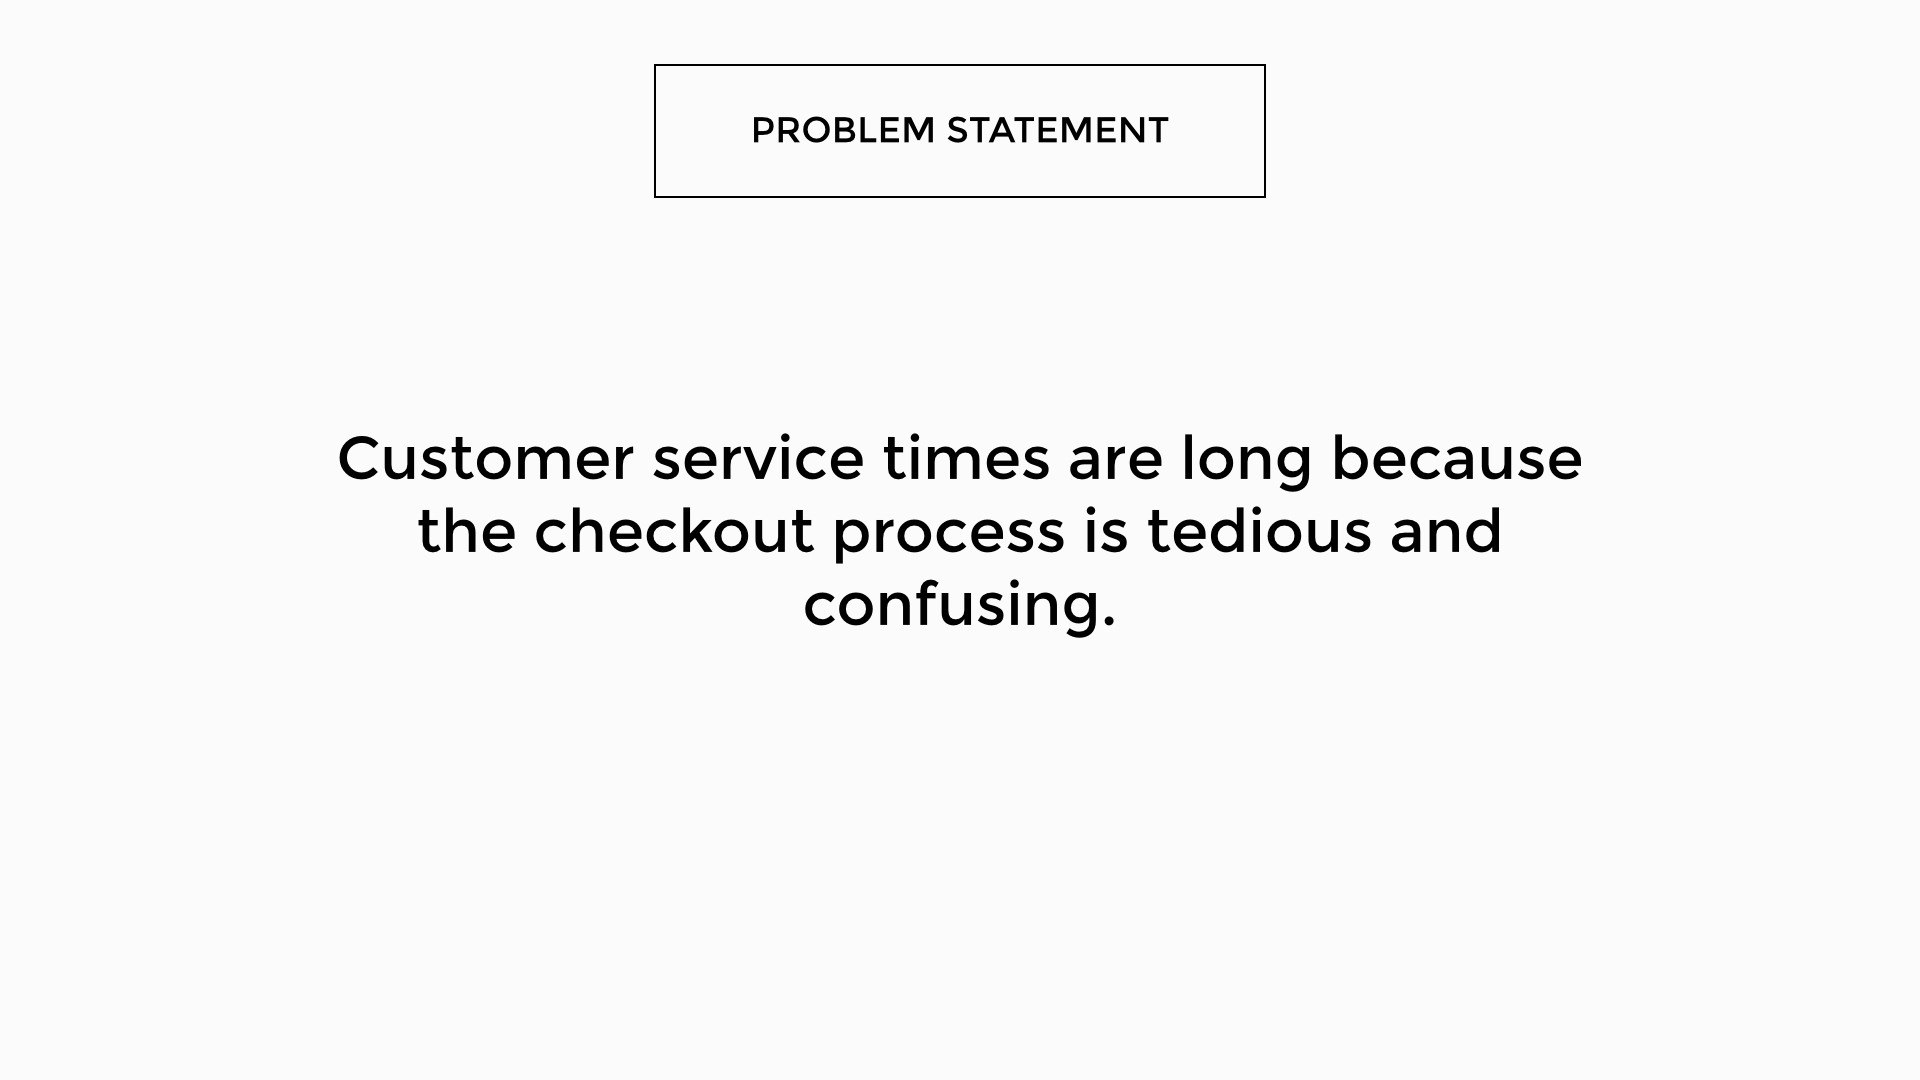 PROBLEM STATEMENT
Customer service times are long because
the checkout process is tedious and
confusing.